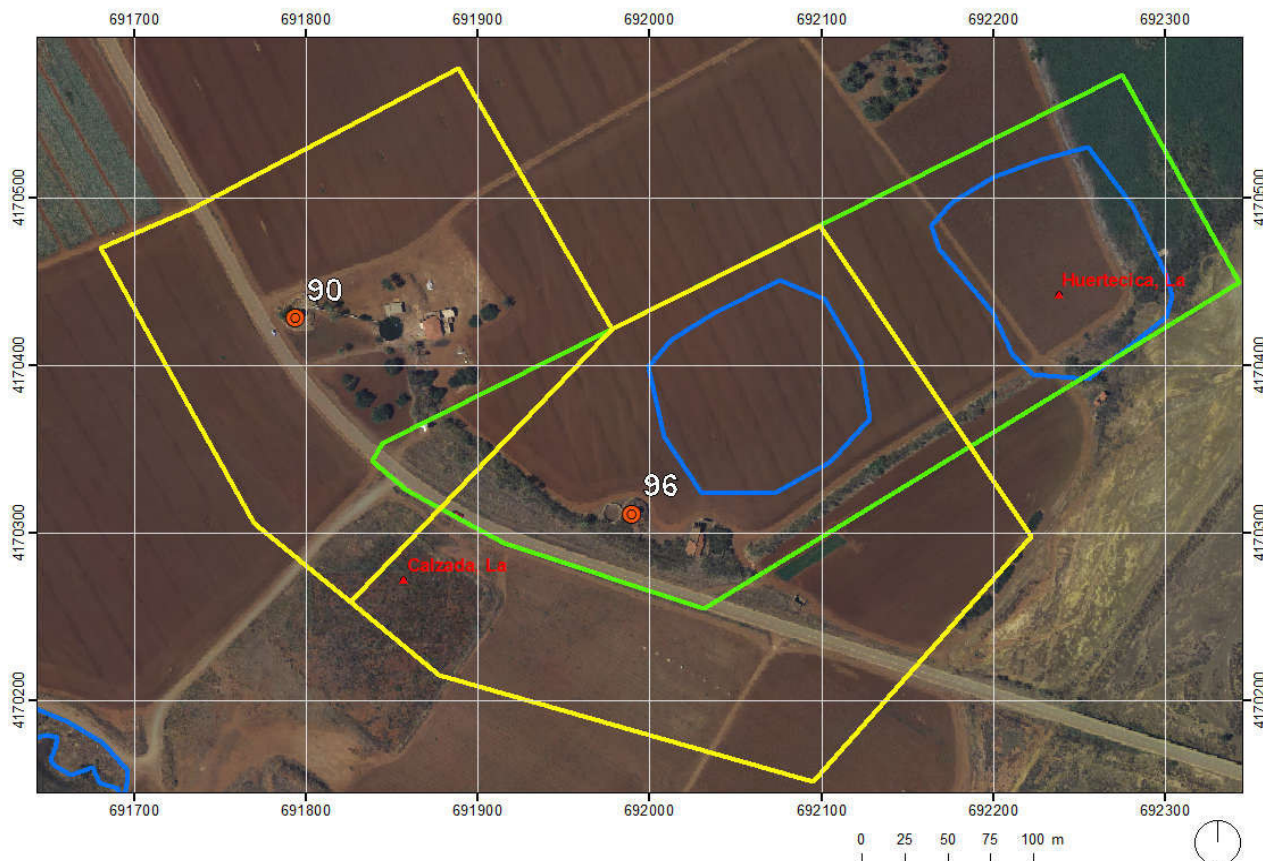 691700 691800 691900 692000 692100 692200 692300
4170500 4170500
90
Huertecica, La
4170400 4170400
96
4170300 4170300
Calzada, La
4170200 4170200
691700 691800 691900 692000 692100 692200 692300
0 25 50 75 100 m